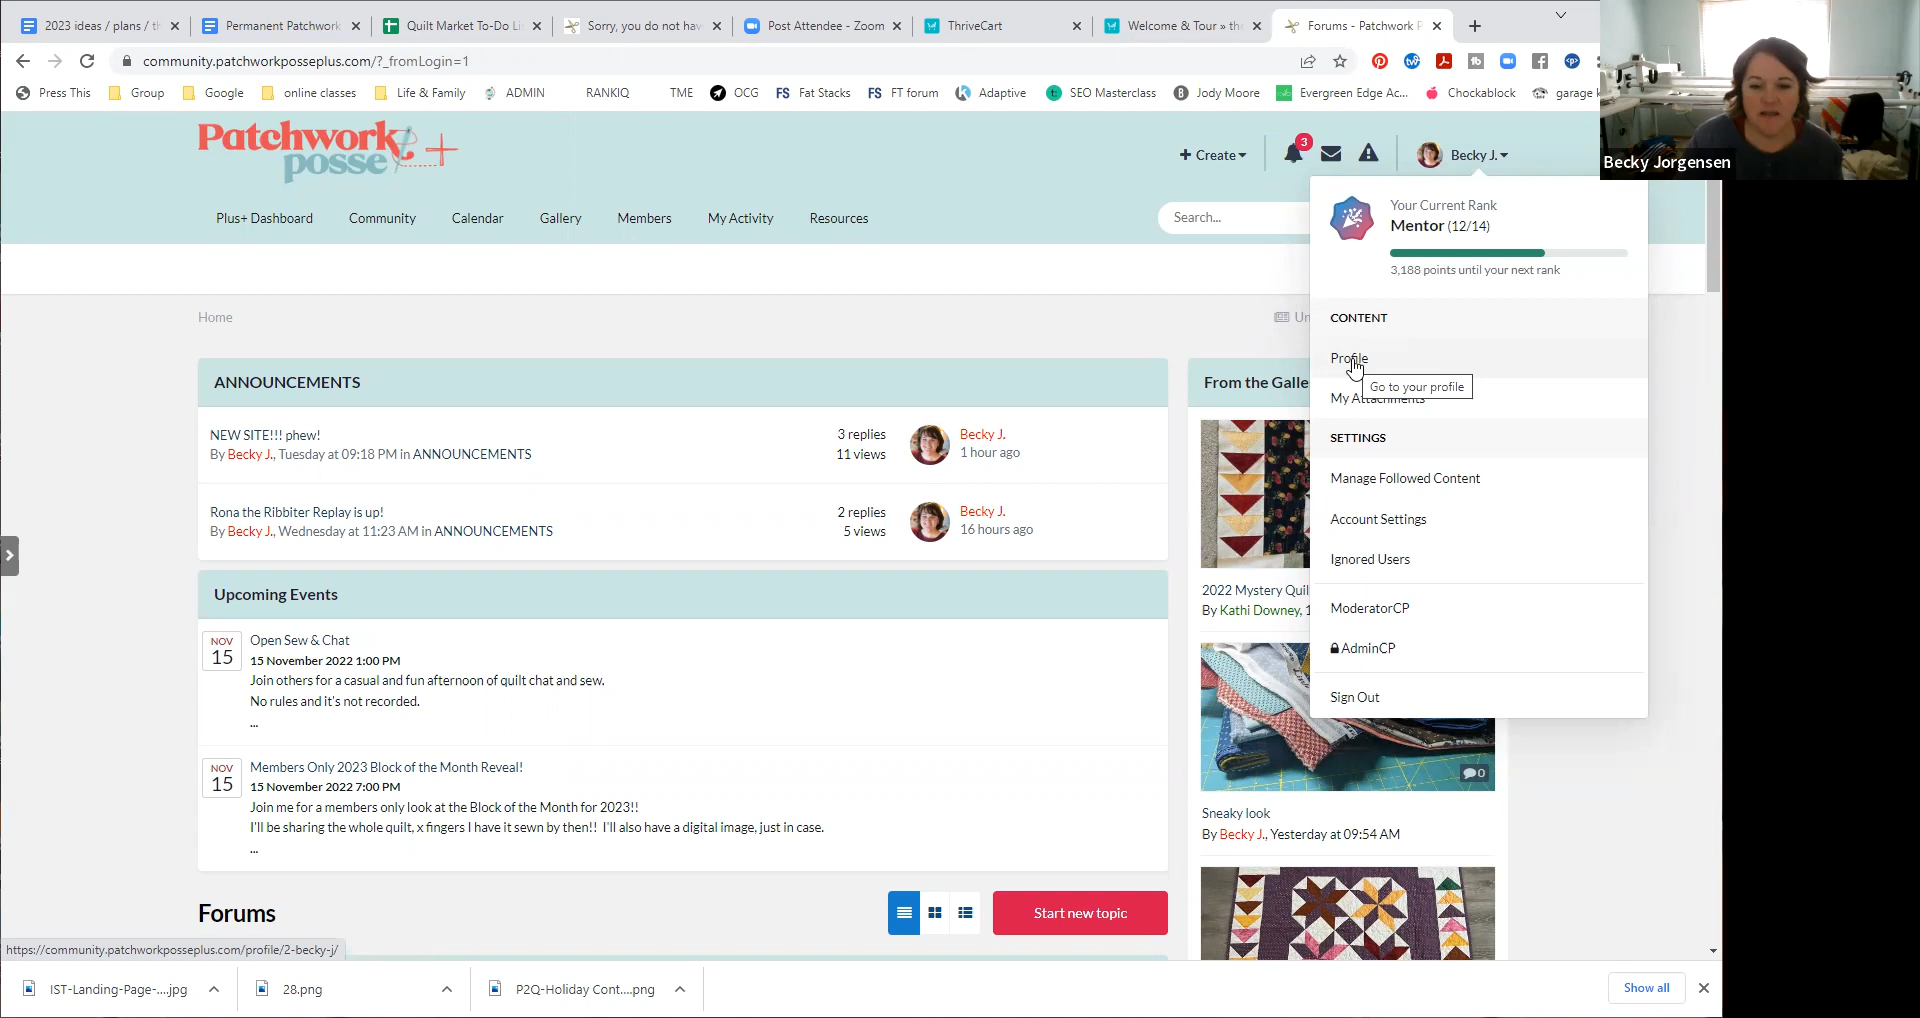 2023 ideas / plans / th
Permanent Patchwork
Quilt Market To-Do Li
Sorry, you do not hav
Post Attendee - Zoom
ThriveCart
Welcome & Tour » the
Forums - Patchwork P
community.patchworkposseplus.com/?_fromLogin=1
Press This
Group
Google
online classes
Life & Family
ADMIN
RANKIQ
TME
OCG
FS Fat Stacks
FS FT forum
Adaptive
SEO Masterclass
Jody Moore
Evergreen Edge Ac...
Chockablock
garage
Becky Jorgensen
Patchwork
posse
+ Create
3
Becky J.
Plus+ Dashboard
Community
Calendar
Gallery
Members
My Activity
Resources
Search...
Your Current Rank
Mentor (12/14)
3,188 points until your next rank
CONTENT
Profile
Go to your profile
My Attachments
SETTINGS
Manage Followed Content
Account Settings
Ignored Users
ModeratorCP
AdminCP
Sign Out
Home
Un
ANNOUNCEMENTS
NEW SITE!!! phew!
By Becky J., Tuesday at 09:18 PM in ANNOUNCEMENTS
3 replies
11 views
Becky J.
1 hour ago
Rona the Ribbiter Replay is up!
By Becky J., Wednesday at 11:23 AM in ANNOUNCEMENTS
2 replies
5 views
Becky J.
16 hours ago
Upcoming Events
NOV
15
Open Sew & Chat
15 November 2022 1:00 PM
Join others for a casual and fun afternoon of quilt chat and sew.
No rules and it's not recorded.
...
NOV
15
Members Only 2023 Block of the Month Reveal!
15 November 2022 7:00 PM
Join me for a members only look at the Block of the Month for 2023!!
I'll be sharing the whole quilt, x fingers I have it sewn by then!! I'll also have a digital image, just in case.
...
From the Galle
2022 Mystery Quil
By Kathi Downey, 1
0
Sneaky look
By Becky J., Yesterday at 09:54 AM
Forums
Start new topic
https://community.patchworkposseplus.com/profile/2-becky-j/
IST-Landing-Page-....jpg
28.png
P2Q-Holiday Cont....png
Show all